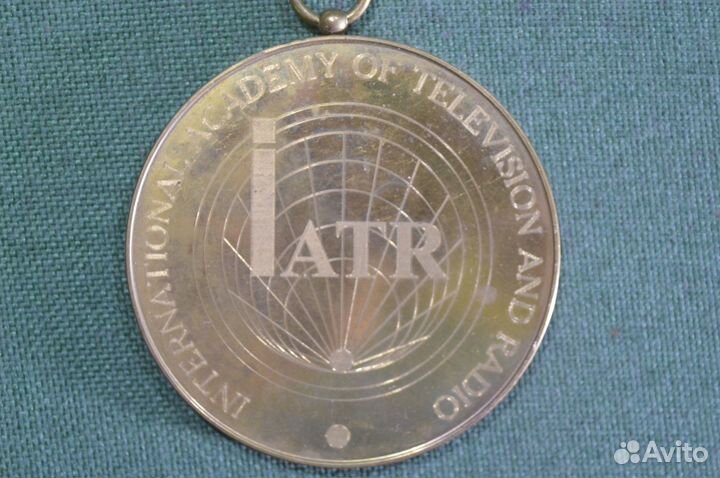 INTERNATIONAL ACADEMY OF TELEVISION AND RADIO
iATR
Avito